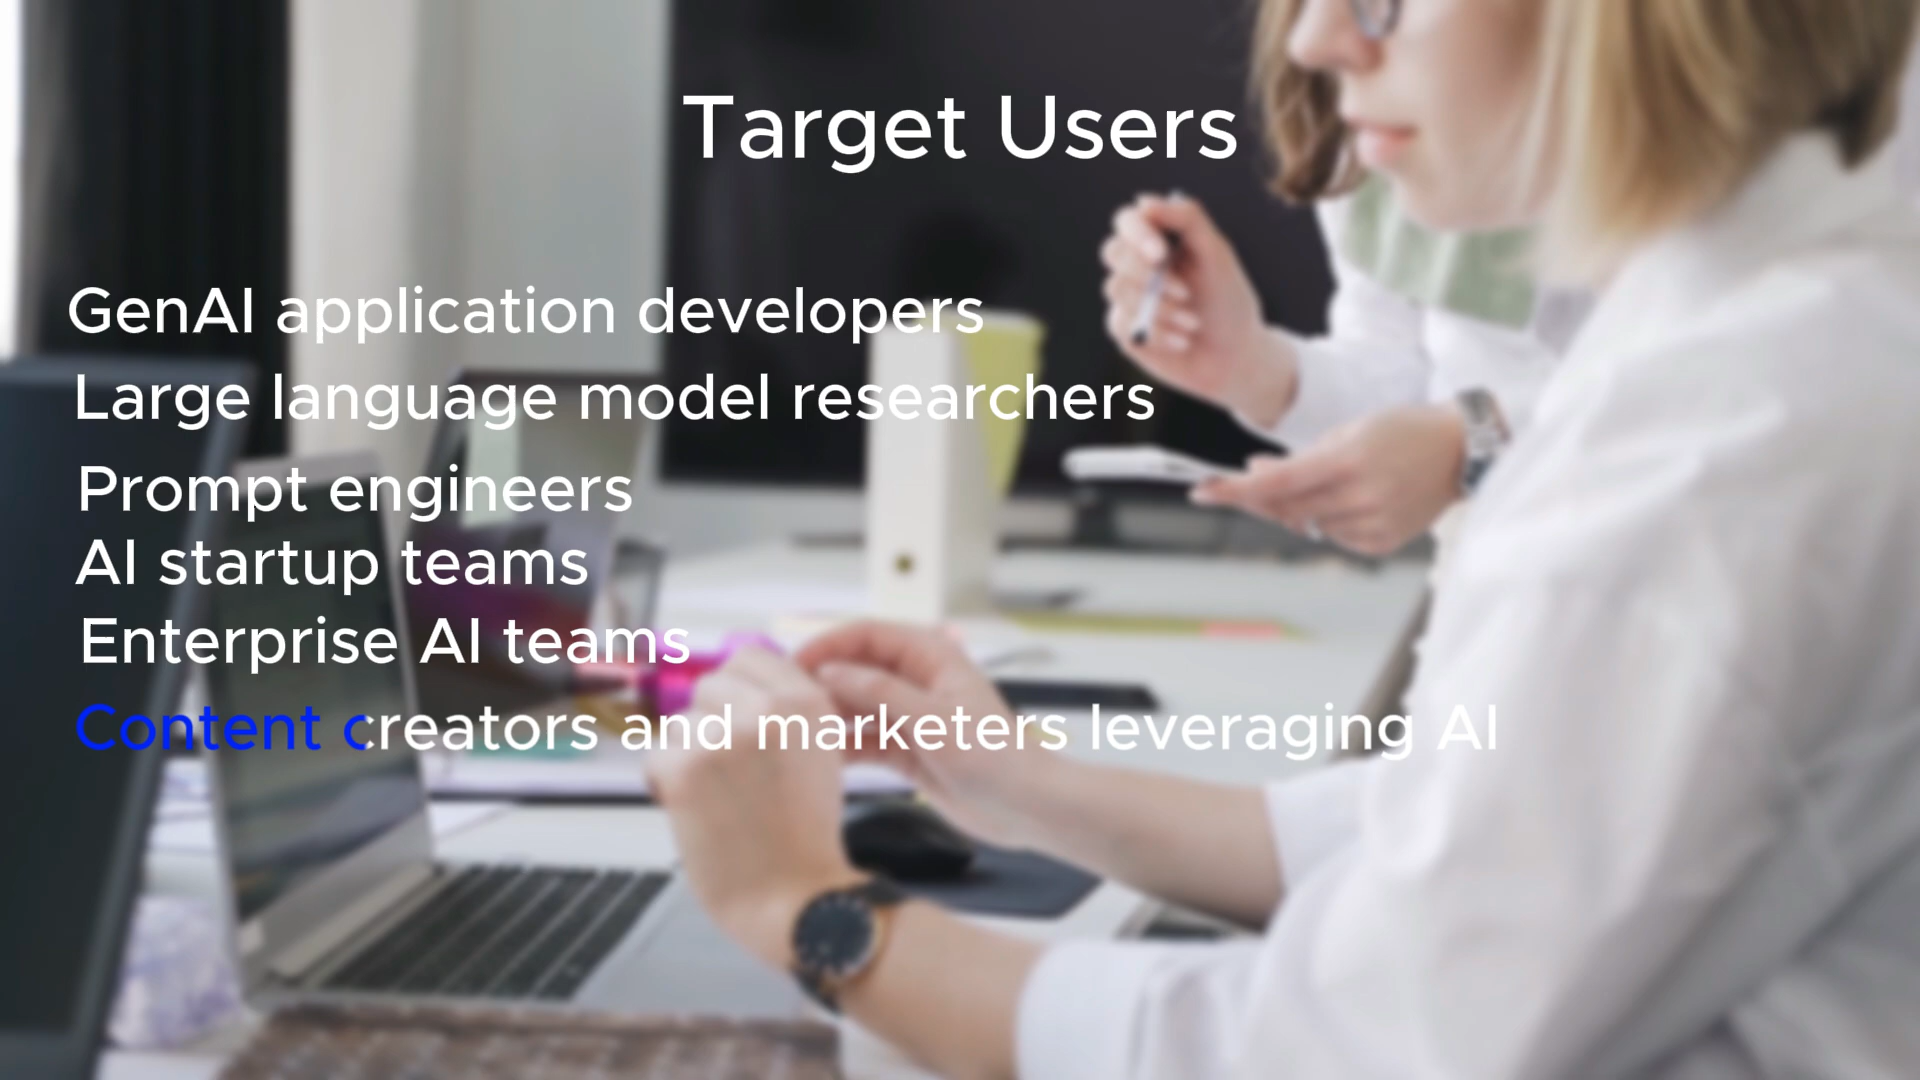 Target Users
GenAI application developers
Large language model researchers
Prompt engineers
AI startup teams
Enterprise AI teams
Content creators and marketers leveraging AI